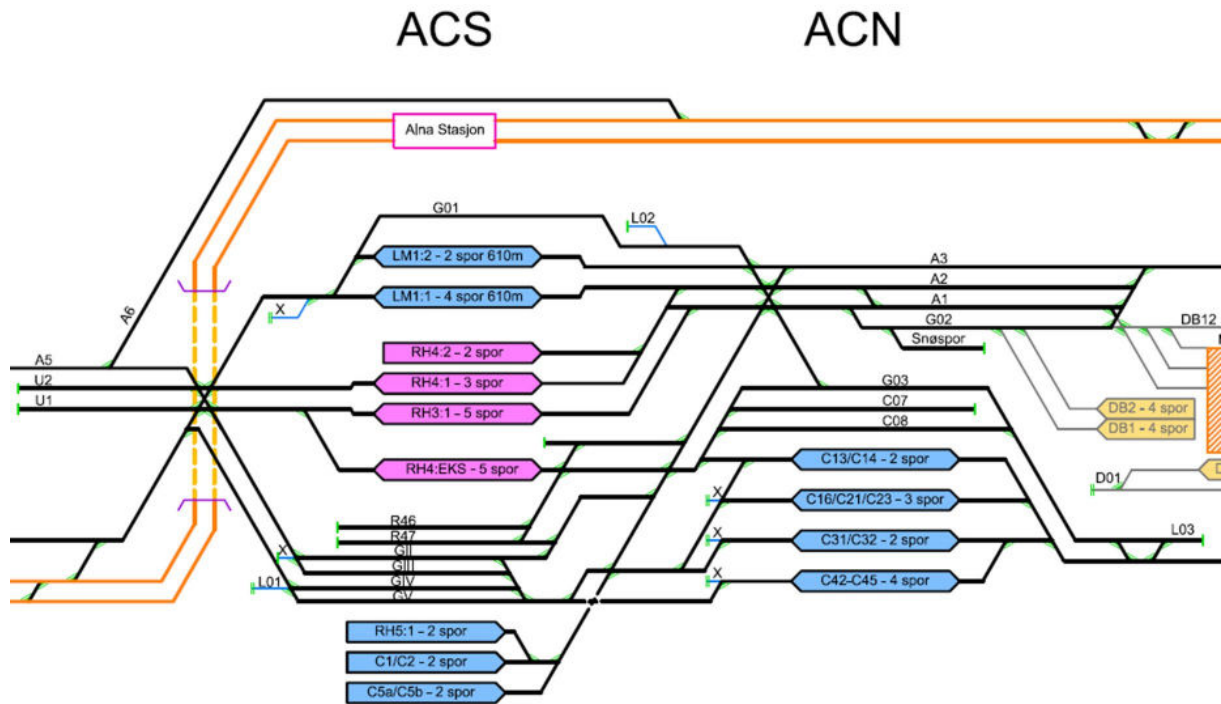 ACS ACN
Alna Stasjon
G01
L02
LM1:2 - 2 spor 610m
A3
A2
LM1:1 - 4 spor 610m
X
A1
A6
G02
DB12
Snøspor
RH4:2 - 2 spor
A5
U2
RH4:1 - 3 spor
G03
U1
RH3:1 - 5 spor
C07
DB2 - 4 spor
C08
DB1 - 4 spor
C13/C14 - 2 spor
RH4:EKS - 5 spor
D01
X
C16/C21/C23 - 3 spor
R46
R47
X
C31/C32 - 2 spor
L03
GII
X
GIII
L01
GIV
X
C42-C45 - 4 spor
GV
RH5:1 - 2 spor
C1/C2 - 2 spor
C5a/C5b - 2 spor